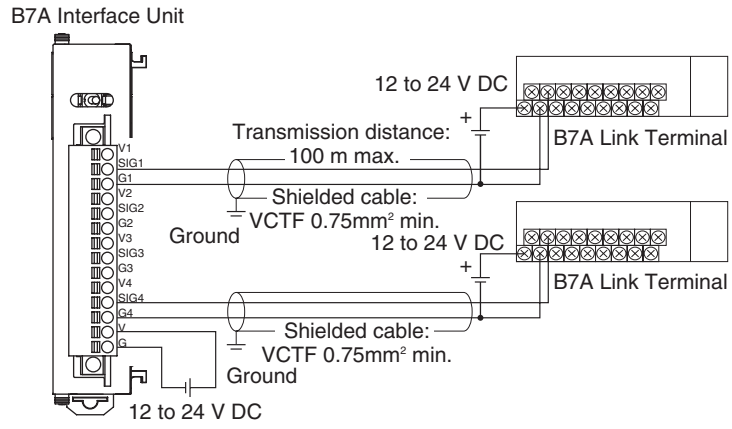 B7A Interface Unit
12 to 24 V DC
+
B7A Link Terminal
Transmission distance:
100 m max.
Shielded cable:
VCTF 0.75mm² min.
Ground
V1
SIG1
G1
V2
SIG2
G2
V3
SIG3
G3
V4
SIG4
G4
V
G
12 to 24 V DC
+
B7A Link Terminal
Shielded cable:
VCTF 0.75mm² min.
Ground
12 to 24 V DC